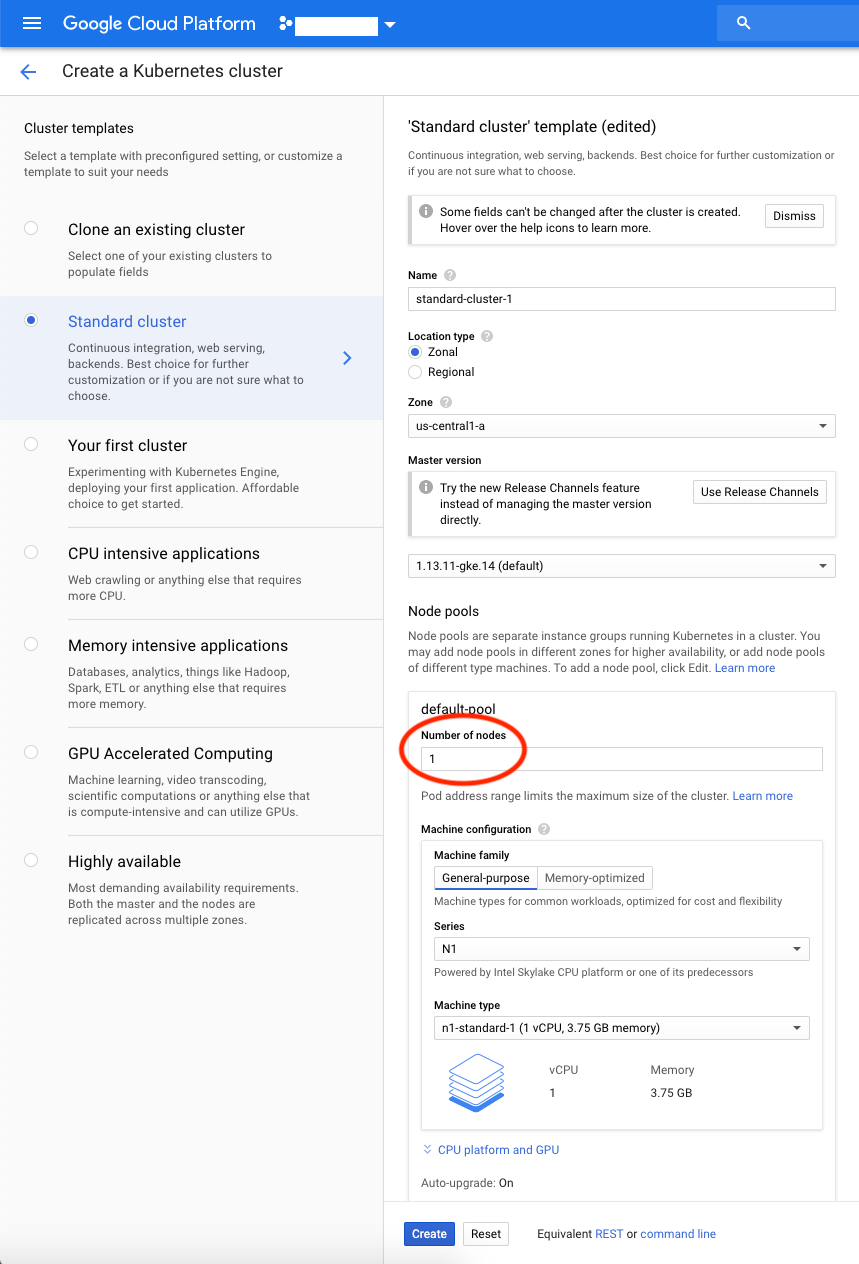 Google Cloud Platform
Create a Kubernetes cluster
Cluster templates
Select a template with preconfigured setting, or customize a
template to suit your needs
Clone an existing cluster
Select one of your existing clusters to
populate fields
Standard cluster
Continuous integration, web serving,
backends. Best choice for further
customization or if you are not sure what to
choose.
Your first cluster
Experimenting with Kubernetes Engine,
deploying your first application. Affordable
choice to get started.
CPU intensive applications
Web crawling or anything else that requires
more CPU.
Memory intensive applications
Databases, analytics, things like Hadoop,
Spark, ETL or anything else that requires
more memory.
GPU Accelerated Computing
Machine learning, video transcoding,
scientific computations or anything else that
is compute-intensive and can utilize GPUs.
Highly available
Most demanding availability requirements.
Both the master and the nodes are
replicated across multiple zones.
'Standard cluster' template (edited)
Continuous integration, web serving, backends. Best choice for further customization or
if you are not sure what to choose.
Some fields can't be changed after the cluster is created.
Hover over the help icons to learn more.
Dismiss
Name
standard-cluster-1
Location type
Zonal
Regional
Zone
us-central1-a
Master version
Try the new Release Channels feature
instead of managing the master version
directly.
Use Release Channels
1.13.11-gke.14 (default)
Node pools
Node pools are separate instance groups running Kubernetes in a cluster. You
may add node pools in different zones for higher availability, or add node pools
of different type machines. To add a node pool, click Edit. Learn more
default-pool
Number of nodes
1
Pod address range limits the maximum size of the cluster. Learn more
Machine configuration
Machine family
General-purpose
Memory-optimized
Machine types for common workloads, optimized for cost and flexibility
Series
N1
Powered by Intel Skylake CPU platform or one of its predecessors
Machine type
n1-standard-1 (1 vCPU, 3.75 GB memory)
vCPU Memory
1 3.75 GB
CPU platform and GPU
Auto-upgrade: On
Create Reset Equivalent REST or command line